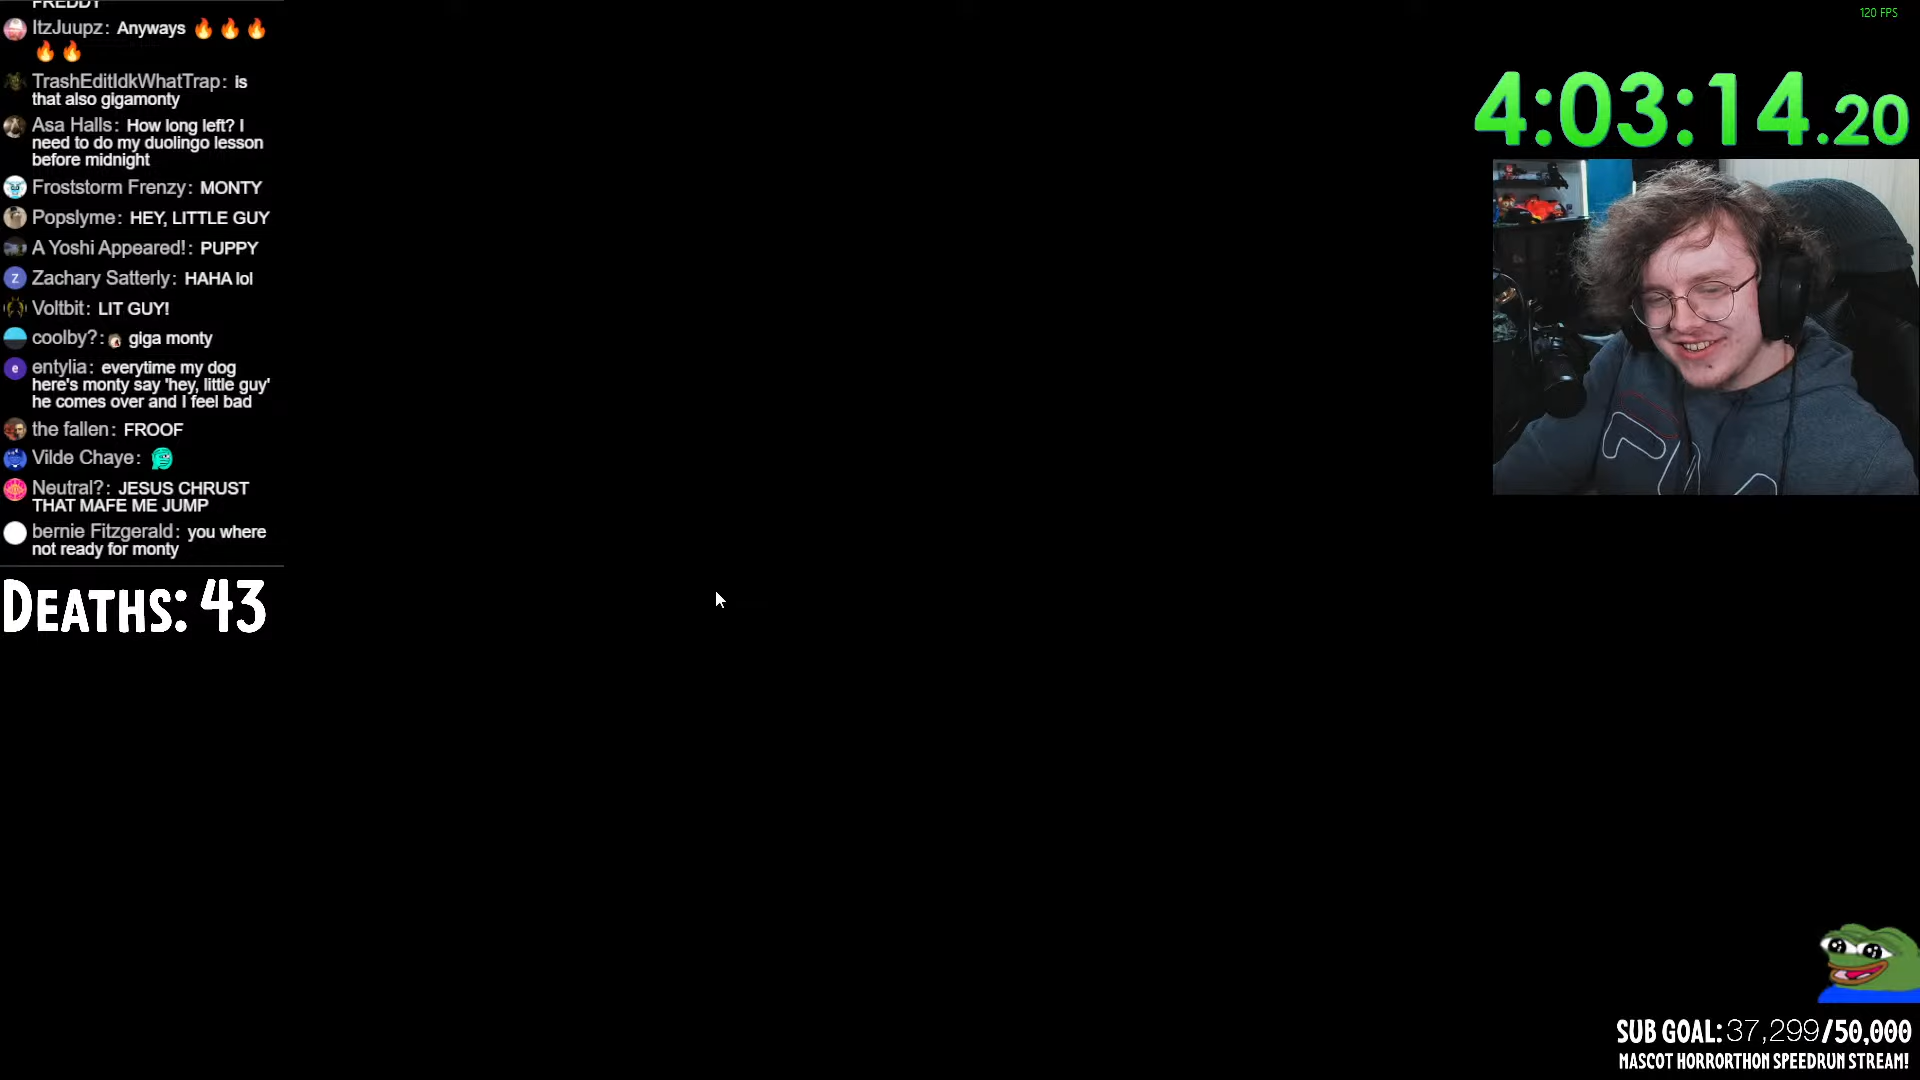 FREDDY
ItzJuupz: Anyways 🔥 🔥 🔥
🔥 🔥
TrashEditIdkWhatTrap: is
that also gigamonty
Asa Halls: How long left? I
need to do my duolingo lesson
before midnight
Froststorm Frenzy: MONTY
Popslyme: HEY, LITTLE GUY
A Yoshi Appeared!: PUPPY
Zachary Satterly: HAHA lol
Voltbit: LIT GUY!
coolby?: giga monty
entylia: everytime my dog
here's monty say 'hey, little guy'
he comes over and I feel bad
the fallen: FROOF
Vilde Chaye:
Neutral?: JESUS CHRUST
THAT MAFE ME JUMP
bernie Fitzgerald: you where
not ready for monty
DEATHS: 43
120 FPS
4:03:14.20
SUB GOAL: 37,299/50,000
MASCOT HORRORTHON SPEEDRUN STREAM!